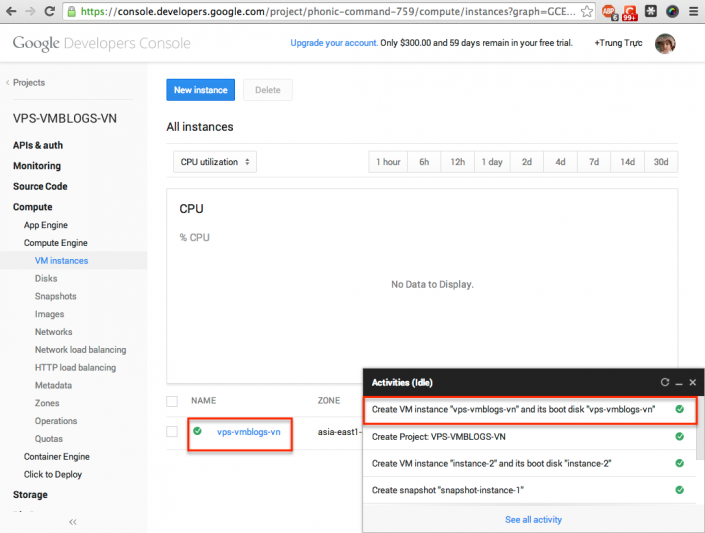 https://console.developers.google.com/project/phonic-command-759/compute/instances?graph=GCE...
6
99+
Google Developers Console
Upgrade your account. Only $300.00 and 59 days remain in your free trial.
+Trung Trực
Projects
VPS-VMBLOGS-VN
APIs & auth
Monitoring
Source Code
Compute
App Engine
Compute Engine
VM instances
Disks
Snapshots
Images
Networks
Network load balancing
HTTP load balancing
Metadata
Zones
Operations
Quotas
Container Engine
Click to Deploy
Storage
New instance
Delete
All instances
CPU utilization
1 hour 6h 12h 1 day 2d 4d 7d 14d 30d
CPU
% CPU
No Data to Display.
NAME ZONE
vps-vmblogs-vn asia-east1-
Activities (Idle)
Create VM instance "vps-vmblogs-vn" and its boot disk "vps-vmblogs-vn"
Create Project: VPS-VMBLOGS-VN
Create VM instance "instance-2" and its boot disk "instance-2"
Create snapshot "snapshot-instance-1"
See all activity